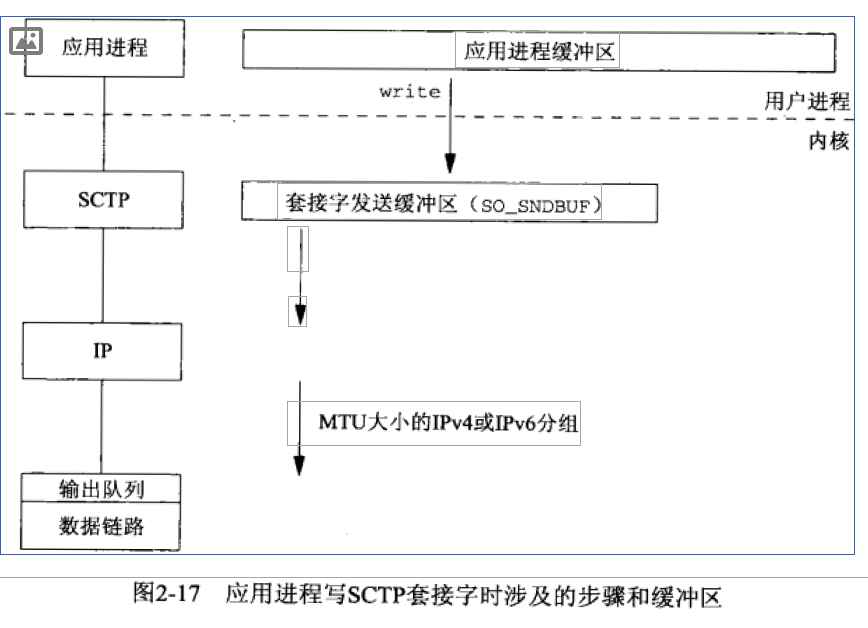 应用进程
应用进程缓冲区
write
用户进程
内核
SCTP
套接字发送缓冲区（SO_SNDBUF）
IP
MTU大小的IPv4或IPv6分组
输出队列
数据链路
图2-17 应用进程写SCTP套接字时涉及的步骤和缓冲区